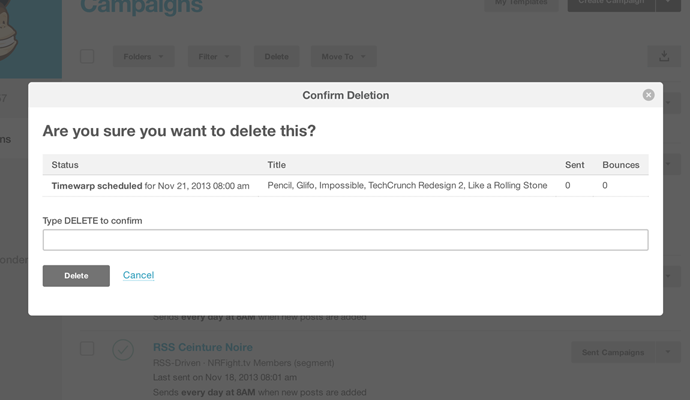 Campaigns
My Templates
Create Campaign
Folders
Filter
Delete
Move To
Confirm Deletion
Are you sure you want to delete this?
Status Title Sent Bounces
Timewarp scheduled for Nov 21, 2013 08:00 am Pencil, Glifo, Impossible, TechCrunch Redesign 2, Like a Rolling Stone 0 0
Type DELETE to confirm
Delete Cancel
Sends every day at 8AM when new posts are added
RSS Ceinture Noire
Sent Campaigns
RSS-Driven · NRFight.tv Members (segment)
Last sent on Nov 18, 2013 08:01 am
Sends every day at 8AM when new posts are added